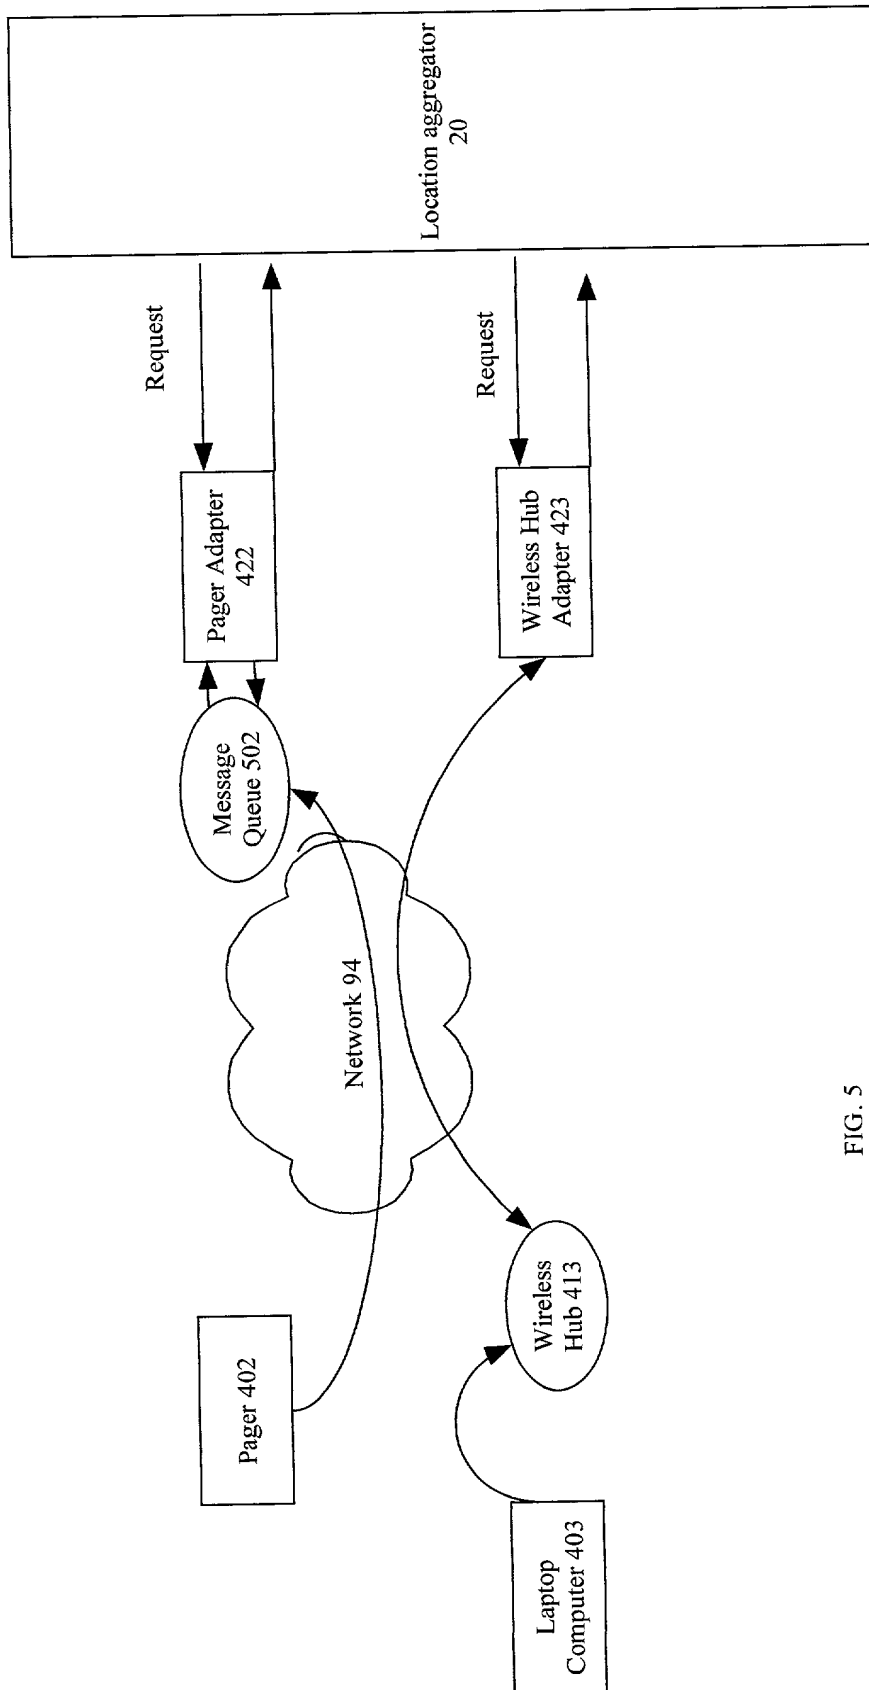 Pager 402
Network 94
Message
Queue 502
Pager Adapter
422
Request
Location aggregator
20
Laptop
Computer 403
Wireless
Hub 413
Wireless Hub
Adapter 423
Request
FIG. 5